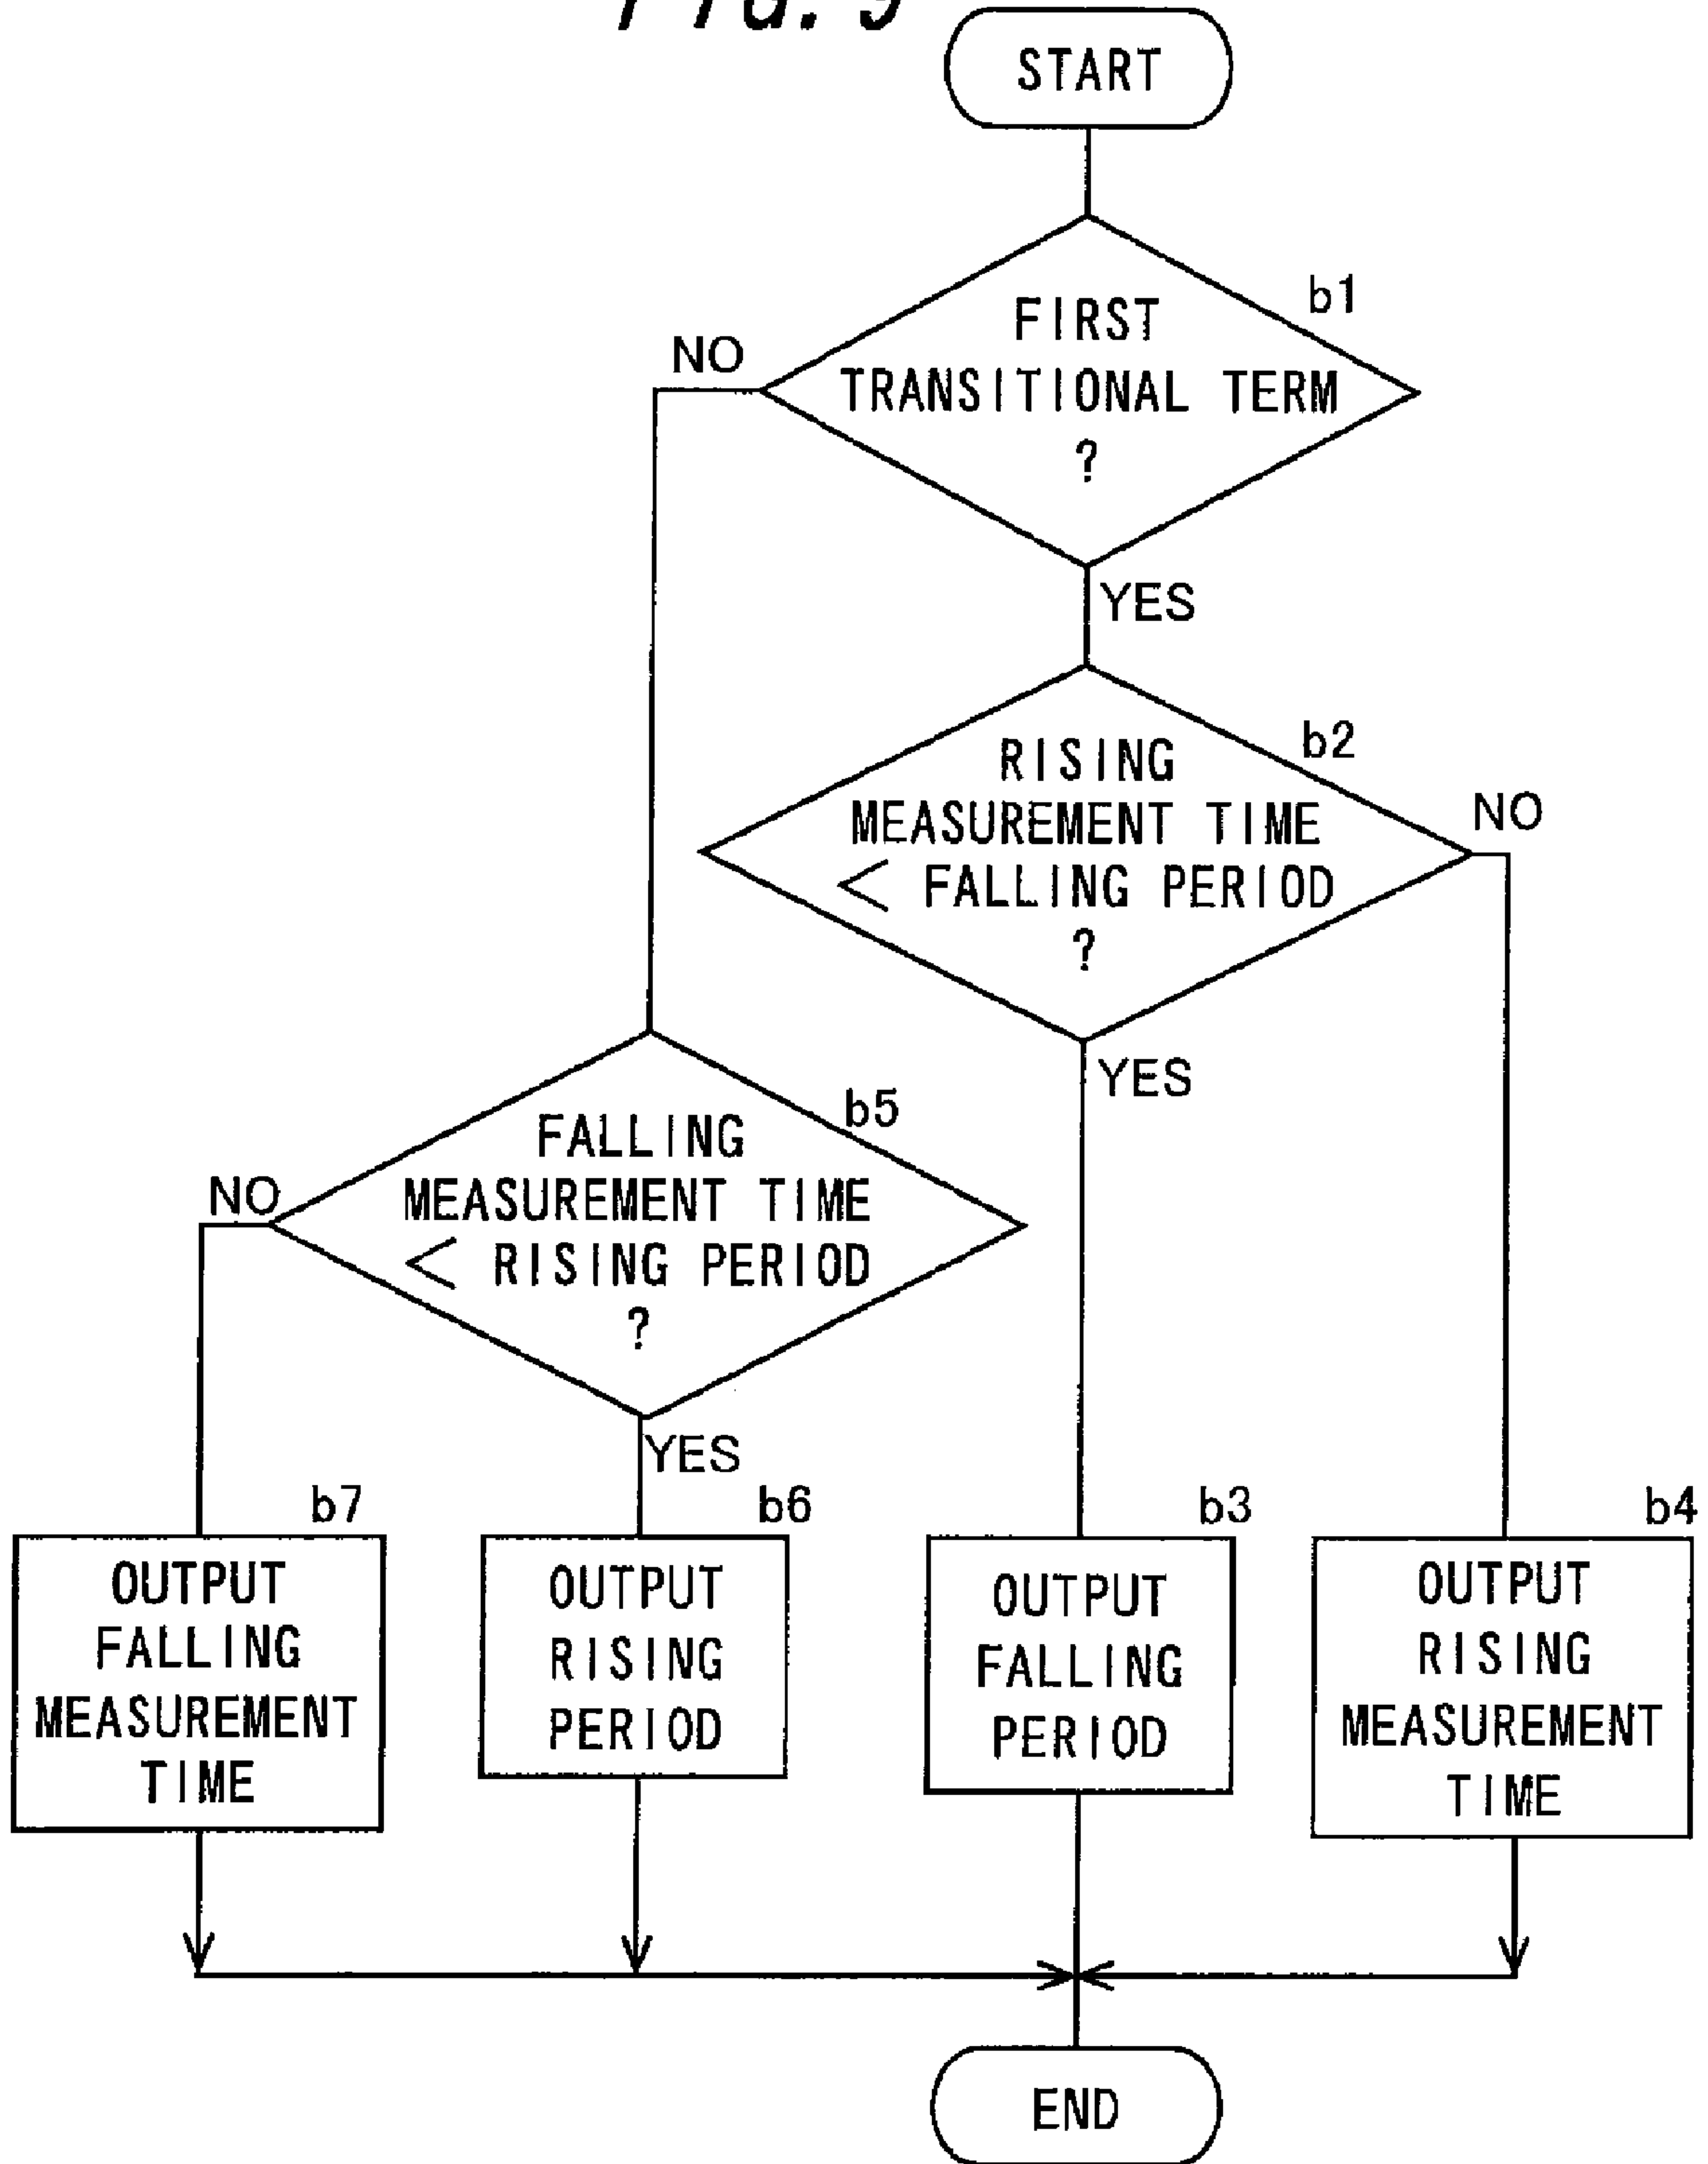 START
b1
FIRST
TRANSITIONAL TERM
?
NO
YES
b2
RISING
MEASUREMENT TIME
< FALLING PERIOD
?
NO
YES
b5
FALLING
MEASUREMENT TIME
< RISING PERIOD
?
NO
YES
b7
OUTPUT
FALLING
MEASUREMENT
TIME
b6
OUTPUT
RISING
PERIOD
b3
OUTPUT
FALLING
PERIOD
b4
OUTPUT
RISING
MEASUREMENT
TIME
END